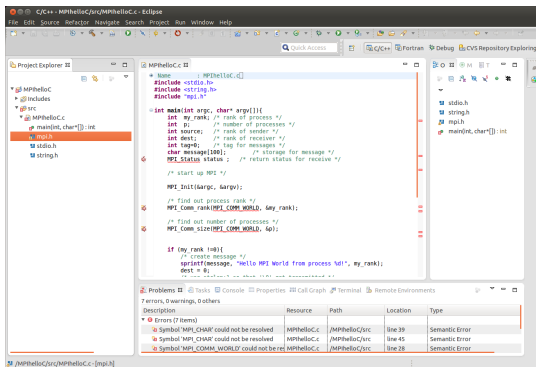 C/C++ - MPIhelloC/src/MPIhelloC.c - Eclipse
File Edit Source Refactor Navigate Search Project Run Window Help
Quick Access
C/C++ Fortran Debug CVS Repository Exploring
Project Explorer
MPIhelloC.c
MPIhelloC
Includes
src
MPIhelloC.c
main(int, char*[]) : int
mpi.h
stdio.h
string.h
Name : MPIhelloC.c
#include <stdio.h>
#include <string.h>
#include "mpi.h"
int main(int argc, char* argv[]){
int my_rank; /* rank of process */
int p; /* number of processes */
int source; /* rank of sender */
int dest; /* rank of receiver */
int tag=0; /* tag for messages */
char message[100]; /* storage for message */
MPI_Status status ; /* return status for receive */
/* start up MPI */
MPI_Init(&argc, &argv);
/* find out process rank */
MPI_Comm_rank(MPI_COMM_WORLD, &my_rank);
/* find out number of processes */
MPI_Comm_size(MPI_COMM_WORLD, &p);
if (my_rank !=0){
/* create message */
sprintf(message, "Hello MPI World from process %d!", my_rank);
dest = 0;
O
M
T
stdio.h
string.h
mpi.h
main(int, char*[]) : int
Problems Tasks Console Properties Call Graph Terminal Remote Environments
7 errors, 0 warnings, 0 others
Description Resource Path Location Type
Errors (7 items)
Symbol 'MPI_CHAR' could not be resolved MPIhelloC.c /MPIhelloC/src line 39 Semantic Error
Symbol 'MPI_CHAR' could not be resolved MPIhelloC.c /MPIhelloC/src line 45 Semantic Error
Symbol 'MPI_COMM_WORLD' could not be res MPIhelloC.c /MPIhelloC/src line 28 Semantic Error
/MPIhelloC/src/MPIhelloC.c - [mpi.h]